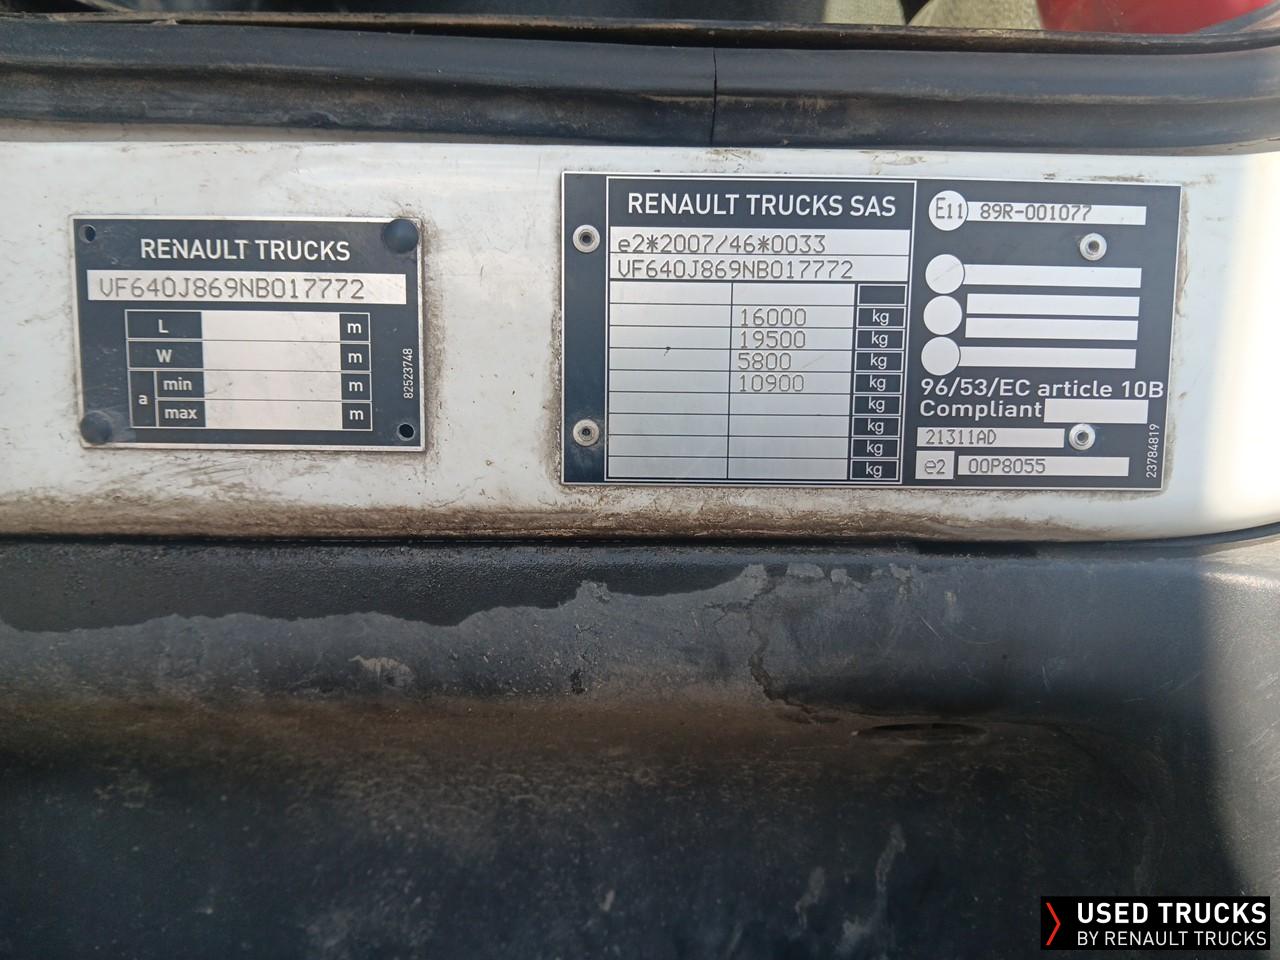 RENAULT TRUCKS
VF640J869NB017772
L m
W m
a min m
max m
82523748
RENAULT TRUCKS SAS
e2*2007/46*0033
VF640J869NB017772
16000 kg
19500 kg
5800 kg
10900 kg
kg
kg
kg
kg
E11 89R-001077
96/53/EC article 10B
Compliant
21311AD
e2 00P8055
23784819
USED TRUCKS
BY RENAULT TRUCKS